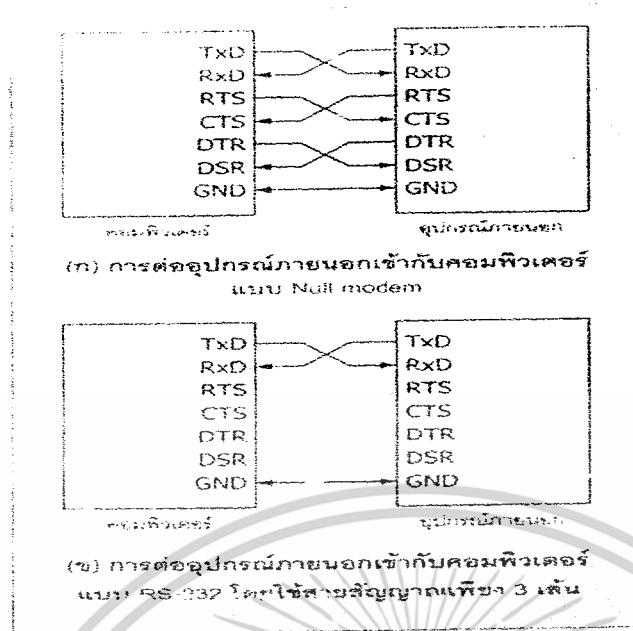 TxD TxD
RxD RxD
RTS RTS
CTS CTS
DTR DTR
DSR DSR
GND GND
คอมพิวเตอร์ อุปกรณ์ภายนอก
(ก) การต่ออุปกรณ์ภายนอกเข้ากับคอมพิวเตอร์
แบบ Null modem
TxD TxD
RxD RxD
RTS RTS
CTS CTS
DTR DTR
DSR DSR
GND GND
คอมพิวเตอร์ อุปกรณ์ภายนอก
(ข) การต่ออุปกรณ์ภายนอกเข้ากับคอมพิวเตอร์
แบบ RS-232 โดยใช้สายสัญญาณเพียง 3 เส้น